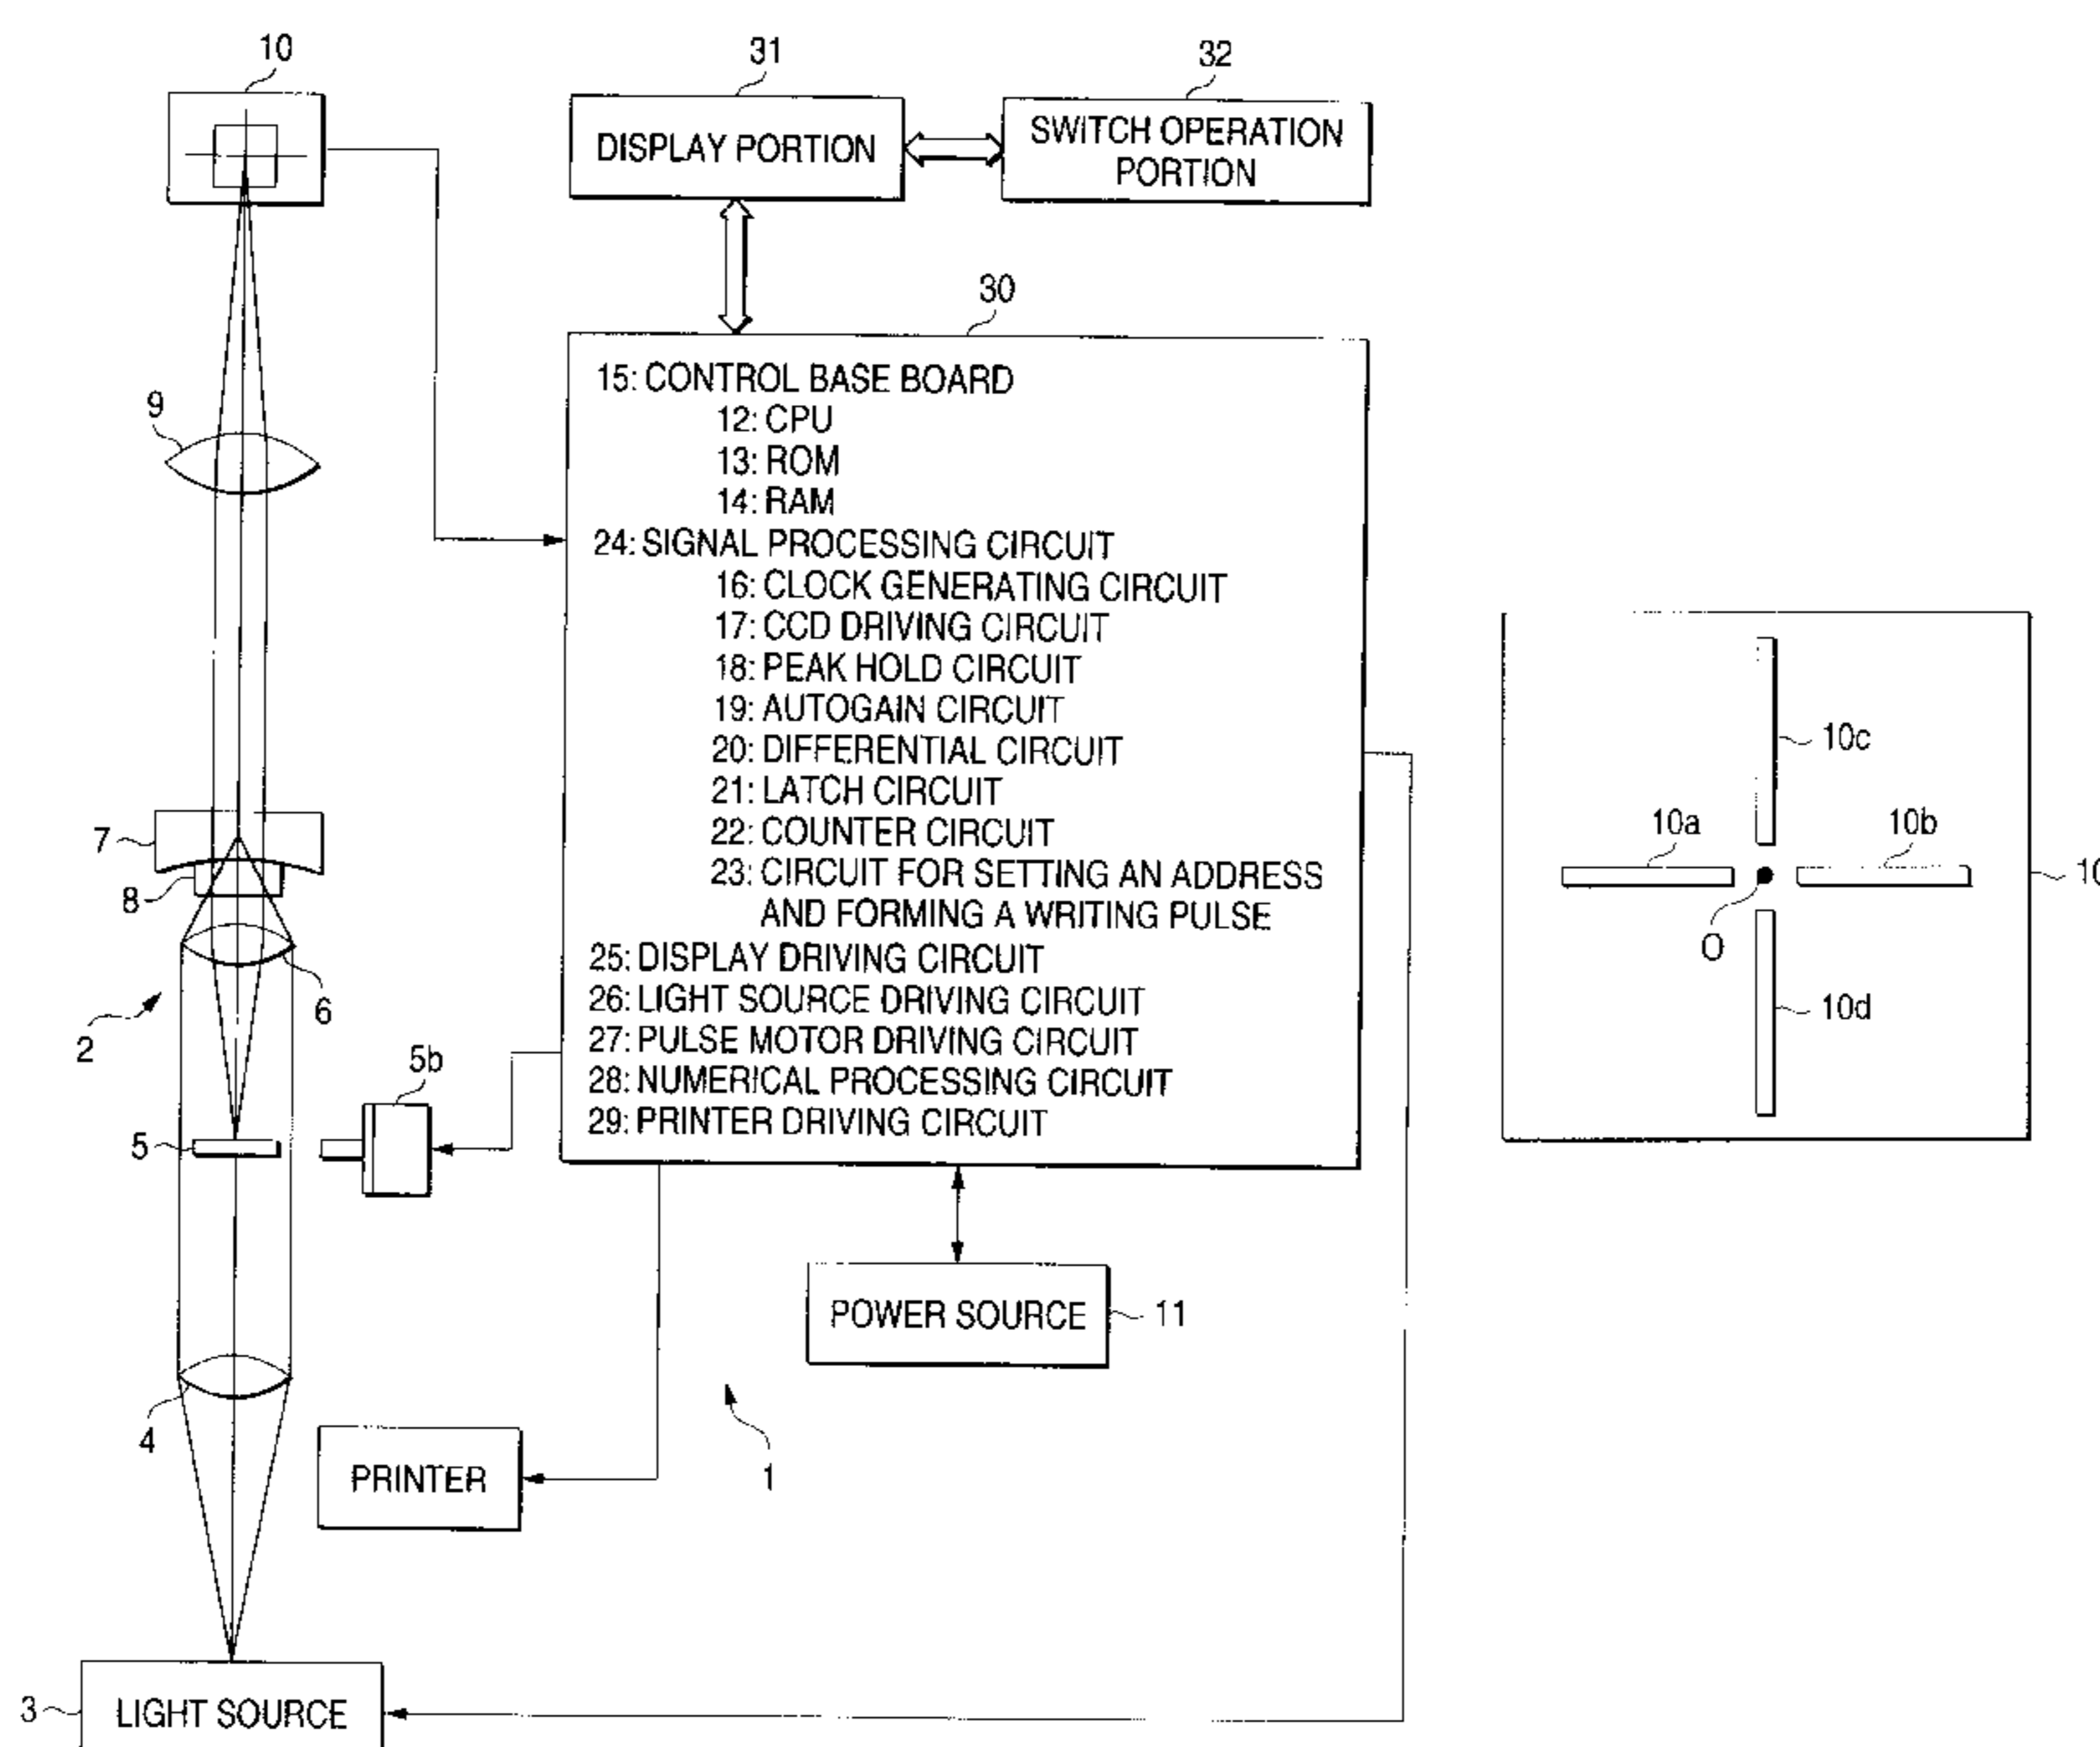 10
31
32
DISPLAY PORTION
SWITCH OPERATION
PORTION
30
15: CONTROL BASE BOARD
12: CPU
13: ROM
14: RAM
24: SIGNAL PROCESSING CIRCUIT
16: CLOCK GENERATING CIRCUIT
17: CCD DRIVING CIRCUIT
18: PEAK HOLD CIRCUIT
19: AUTOGAIN CIRCUIT
20: DIFFERENTIAL CIRCUIT
21: LATCH CIRCUIT
22: COUNTER CIRCUIT
23: CIRCUIT FOR SETTING AN ADDRESS
AND FORMING A WRITING PULSE
25: DISPLAY DRIVING CIRCUIT
26: LIGHT SOURCE DRIVING CIRCUIT
27: PULSE MOTOR DRIVING CIRCUIT
28: NUMERICAL PROCESSING CIRCUIT
29: PRINTER DRIVING CIRCUIT
9
7
8
6
2
5b
5
4
POWER SOURCE
11
PRINTER
1
3
LIGHT SOURCE
10c
10a
10b
10
O
10d